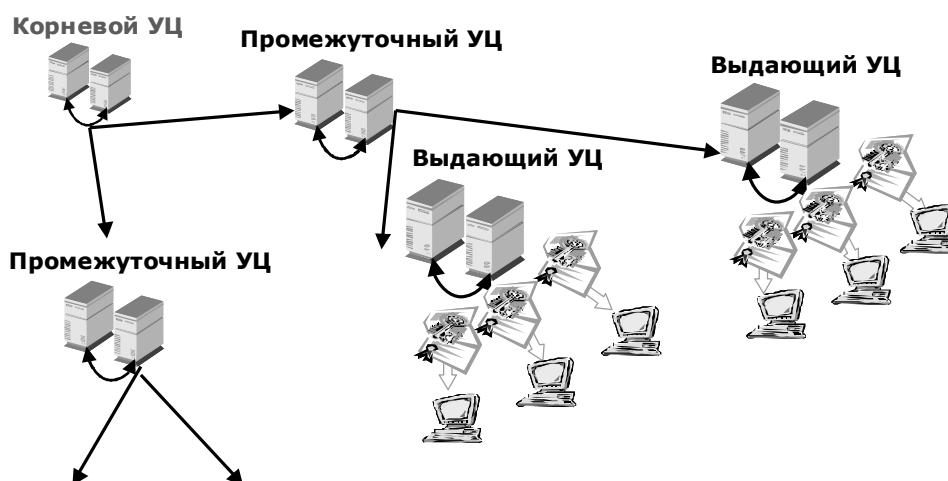 Корневой УЦ
Промежуточный УЦ
Выдающий УЦ
Выдающий УЦ
Промежуточный УЦ